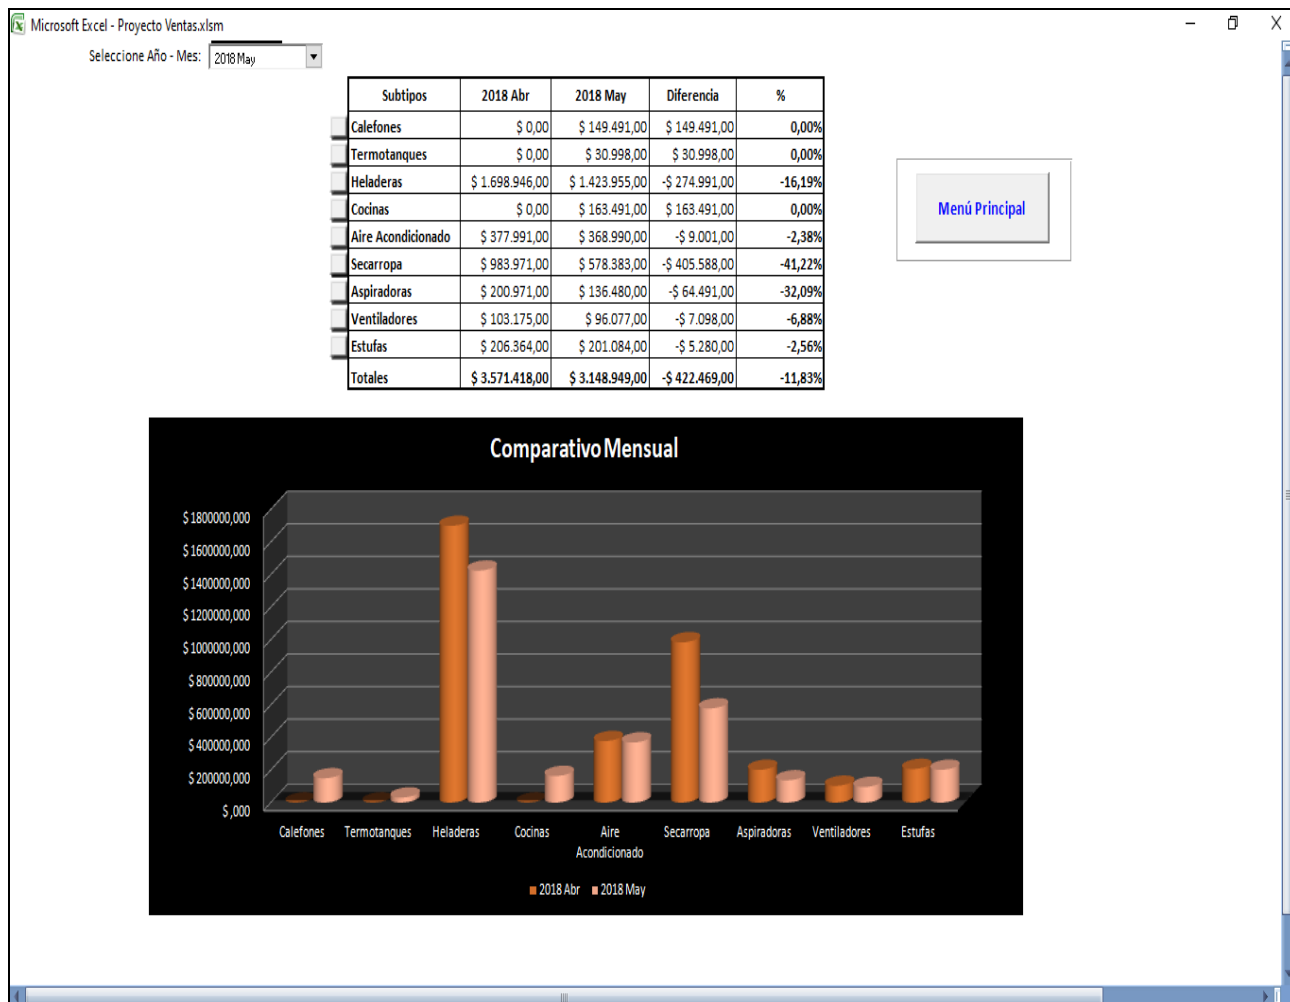 Microsoft Excel - Proyecto Ventas.xlsm
Seleccione Año - Mes: 2018 May
Subtipos 2018 Abr 2018 May Diferencia %
Calefones $ 0,00 $ 149.491,00 $ 149.491,00 0,00%
Termotanques $ 0,00 $ 30.998,00 $ 30.998,00 0,00%
Heladeras $ 1.698.946,00 $ 1.423.955,00 -$ 274.991,00 -16,19%
Cocinas $ 0,00 $ 163.491,00 $ 163.491,00 0,00%
Aire Acondicionado $ 377.991,00 $ 368.990,00 -$ 9.001,00 -2,38%
Secarropa $ 983.971,00 $ 578.383,00 -$ 405.588,00 -41,22%
Aspiradoras $ 200.971,00 $ 136.480,00 -$ 64.491,00 -32,09%
Ventiladores $ 103.175,00 $ 96.077,00 -$ 7.098,00 -6,88%
Estufas $ 206.364,00 $ 201.084,00 -$ 5.280,00 -2,56%
Totales $ 3.571.418,00 $ 3.148.949,00 -$ 422.469,00 -11,83%
Menú Principal
Comparativo Mensual
$ 1800000,000
$ 1600000,000
$ 1400000,000
$ 1200000,000
$ 1000000,000
$ 800000,000
$ 600000,000
$ 400000,000
$ 200000,000
$ ,000
Calefones Termotanques Heladeras Cocinas Aire Secarropa Aspiradoras Ventiladores Estufas
Acondicionado
2018 Abr 2018 May